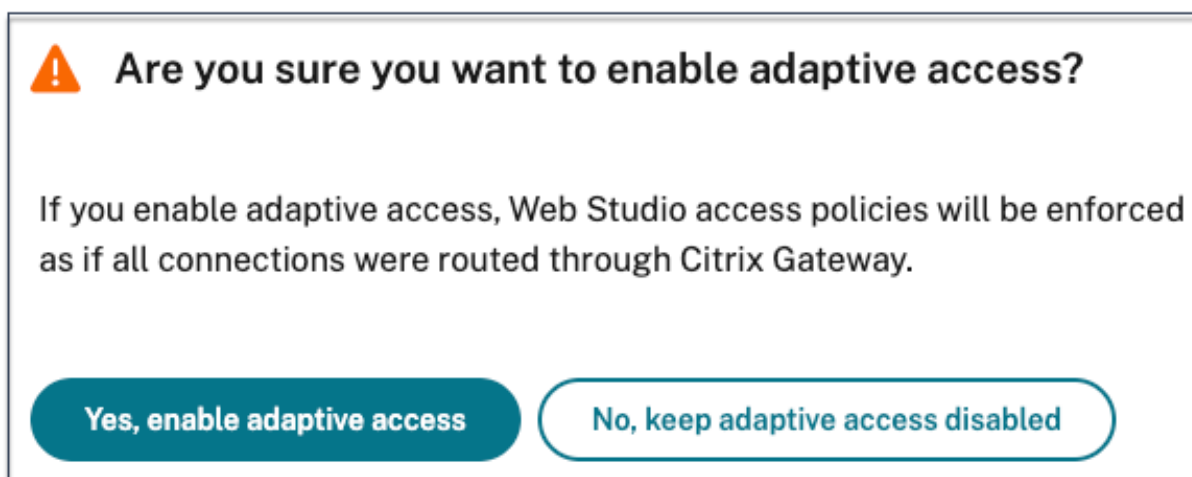 Are you sure you want to enable adaptive access?
If you enable adaptive access, Web Studio access policies will be enforced
as if all connections were routed through Citrix Gateway.
Yes, enable adaptive access
No, keep adaptive access disabled